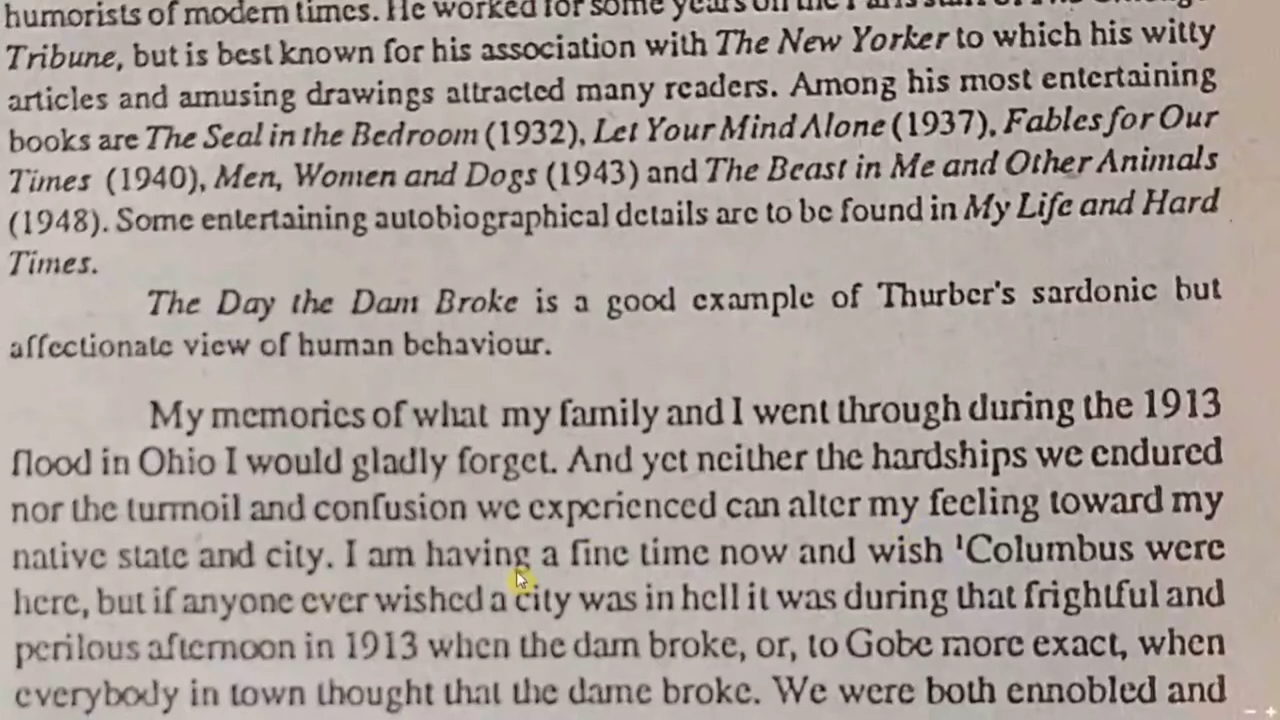 humorists of modern times. He worked for some years on the Paris staff of The
Tribune, but is best known for his association with The New Yorker to which his witty
articles and amusing drawings attracted many readers. Among his most entertaining
books are The Seal in the Bedroom (1932), Let Your Mind Alone (1937), Fables for Our
Times (1940), Men, Women and Dogs (1943) and The Beast in Me and Other Animals
(1948). Some entertaining autobiographical details are to be found in My Life and Hard
Times.
The Day the Dam Broke is a good example of Thurber's sardonic but
affectionate view of human behaviour.
My memories of what my family and I went through during the 1913
flood in Ohio I would gladly forget. And yet neither the hardships we endured
nor the turmoil and confusion we experienced can alter my feeling toward my
native state and city. I am having a fine time now and wish 'Columbus were
here, but if anyone ever wished a city was in hell it was during that frightful and
perilous afternoon in 1913 when the dam broke, or, to Gobe more exact, when
everybody in town thought that the dame broke. We were both ennobled and